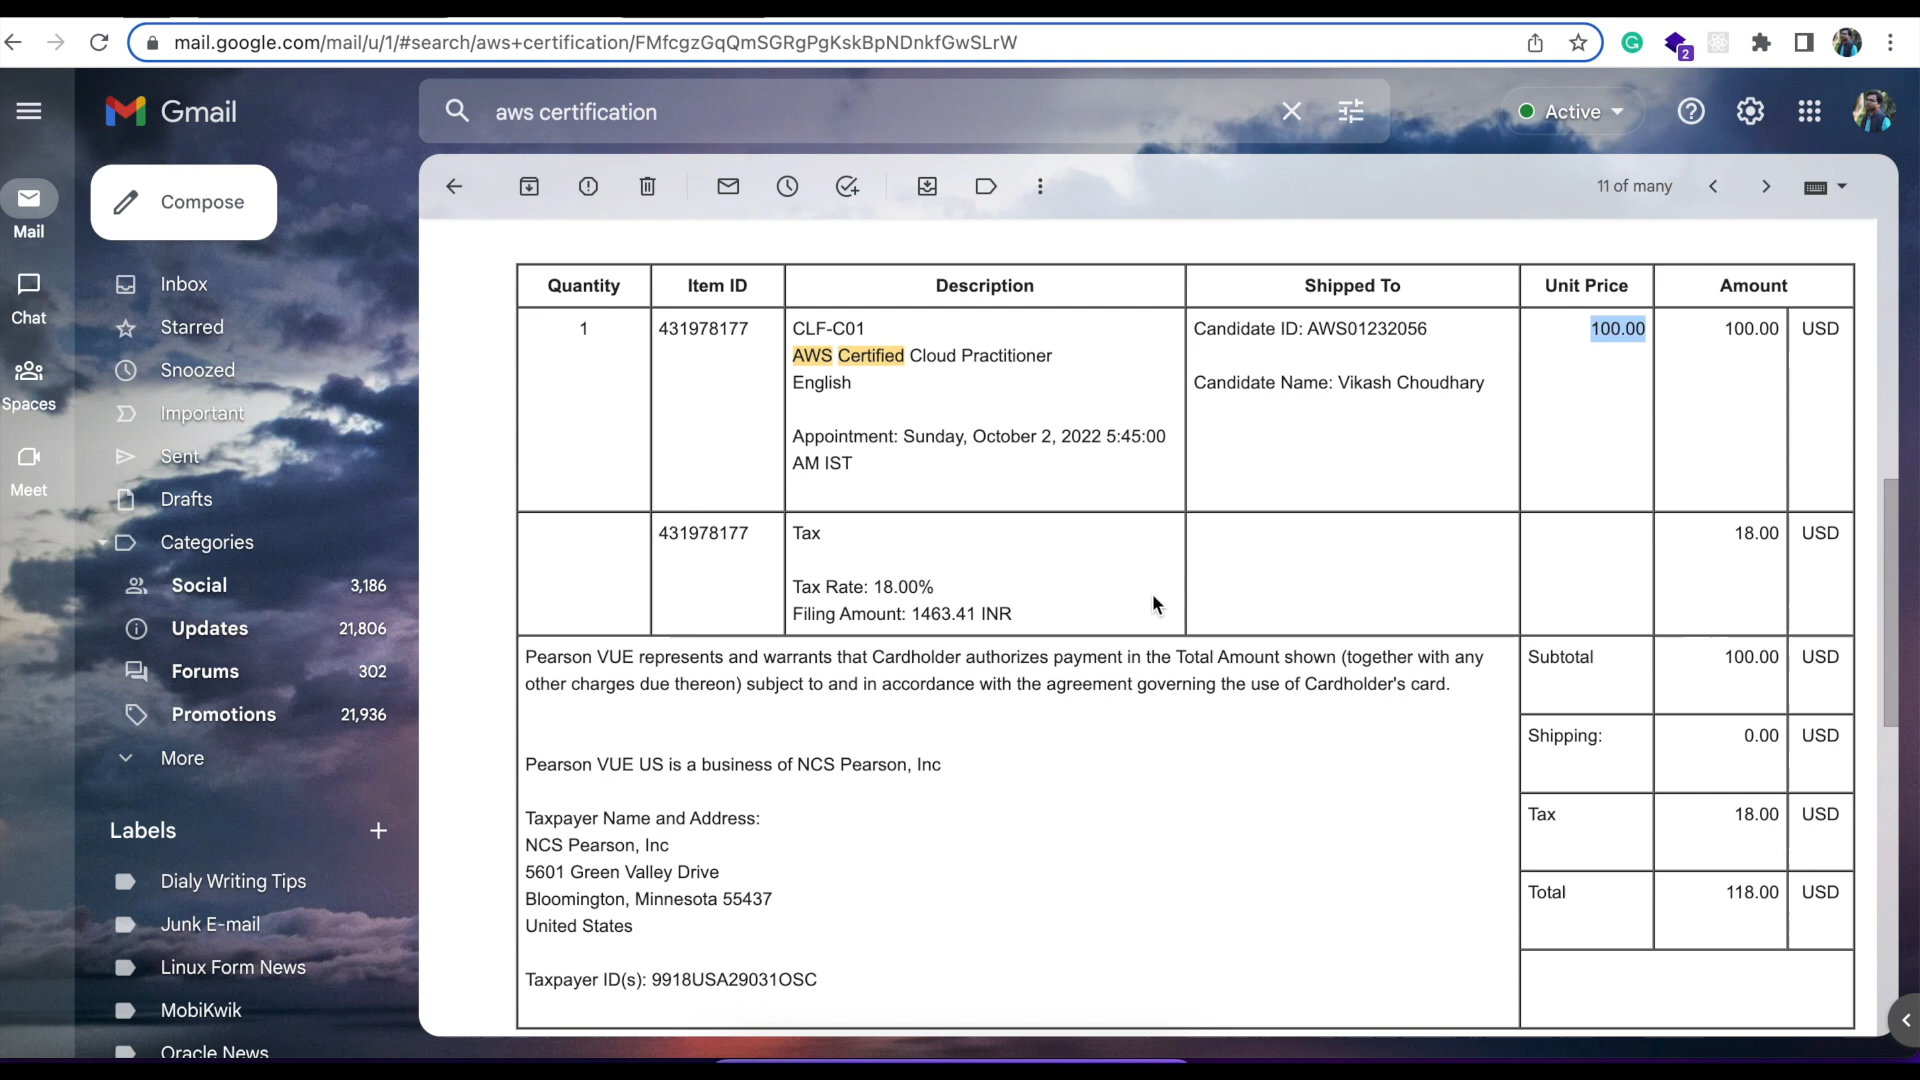 mail.google.com/mail/u/1/#search/aws+certification/FMfcgzGqQmSGRgPgKskBpNDnkfGwSLrW
2
Gmail
aws certification
Active
Compose
11 of many
Mail
Inbox
Starred
Chat
Snoozed
Spaces
Important
Sent
Meet
Drafts
Categories
Social 3,186
Updates 21,806
Forums 302
Promotions 21,936
More
Labels
Dialy Writing Tips
Junk E-mail
Linux Form News
MobiKwik
Oracle News
Quantity Item ID Description Shipped To Unit Price Amount
1 431978177 CLF-C01 Candidate ID: AWS01232056 100.00 100.00 USD
AWS Certified Cloud Practitioner
English Candidate Name: Vikash Choudhary
Appointment: Sunday, October 2, 2022 5:45:00
AM IST
431978177 Tax 18.00 USD
Tax Rate: 18.00%
Filing Amount: 1463.41 INR
Pearson VUE represents and warrants that Cardholder authorizes payment in the Total Amount shown (together with any
other charges due thereon) subject to and in accordance with the agreement governing the use of Cardholder's card.
Pearson VUE US is a business of NCS Pearson, Inc
Taxpayer Name and Address:
NCS Pearson, Inc
5601 Green Valley Drive
Bloomington, Minnesota 55437
United States
Taxpayer ID(s): 9918USA29031OSC
Subtotal 100.00 USD
Shipping: 0.00 USD
Tax 18.00 USD
Total 118.00 USD